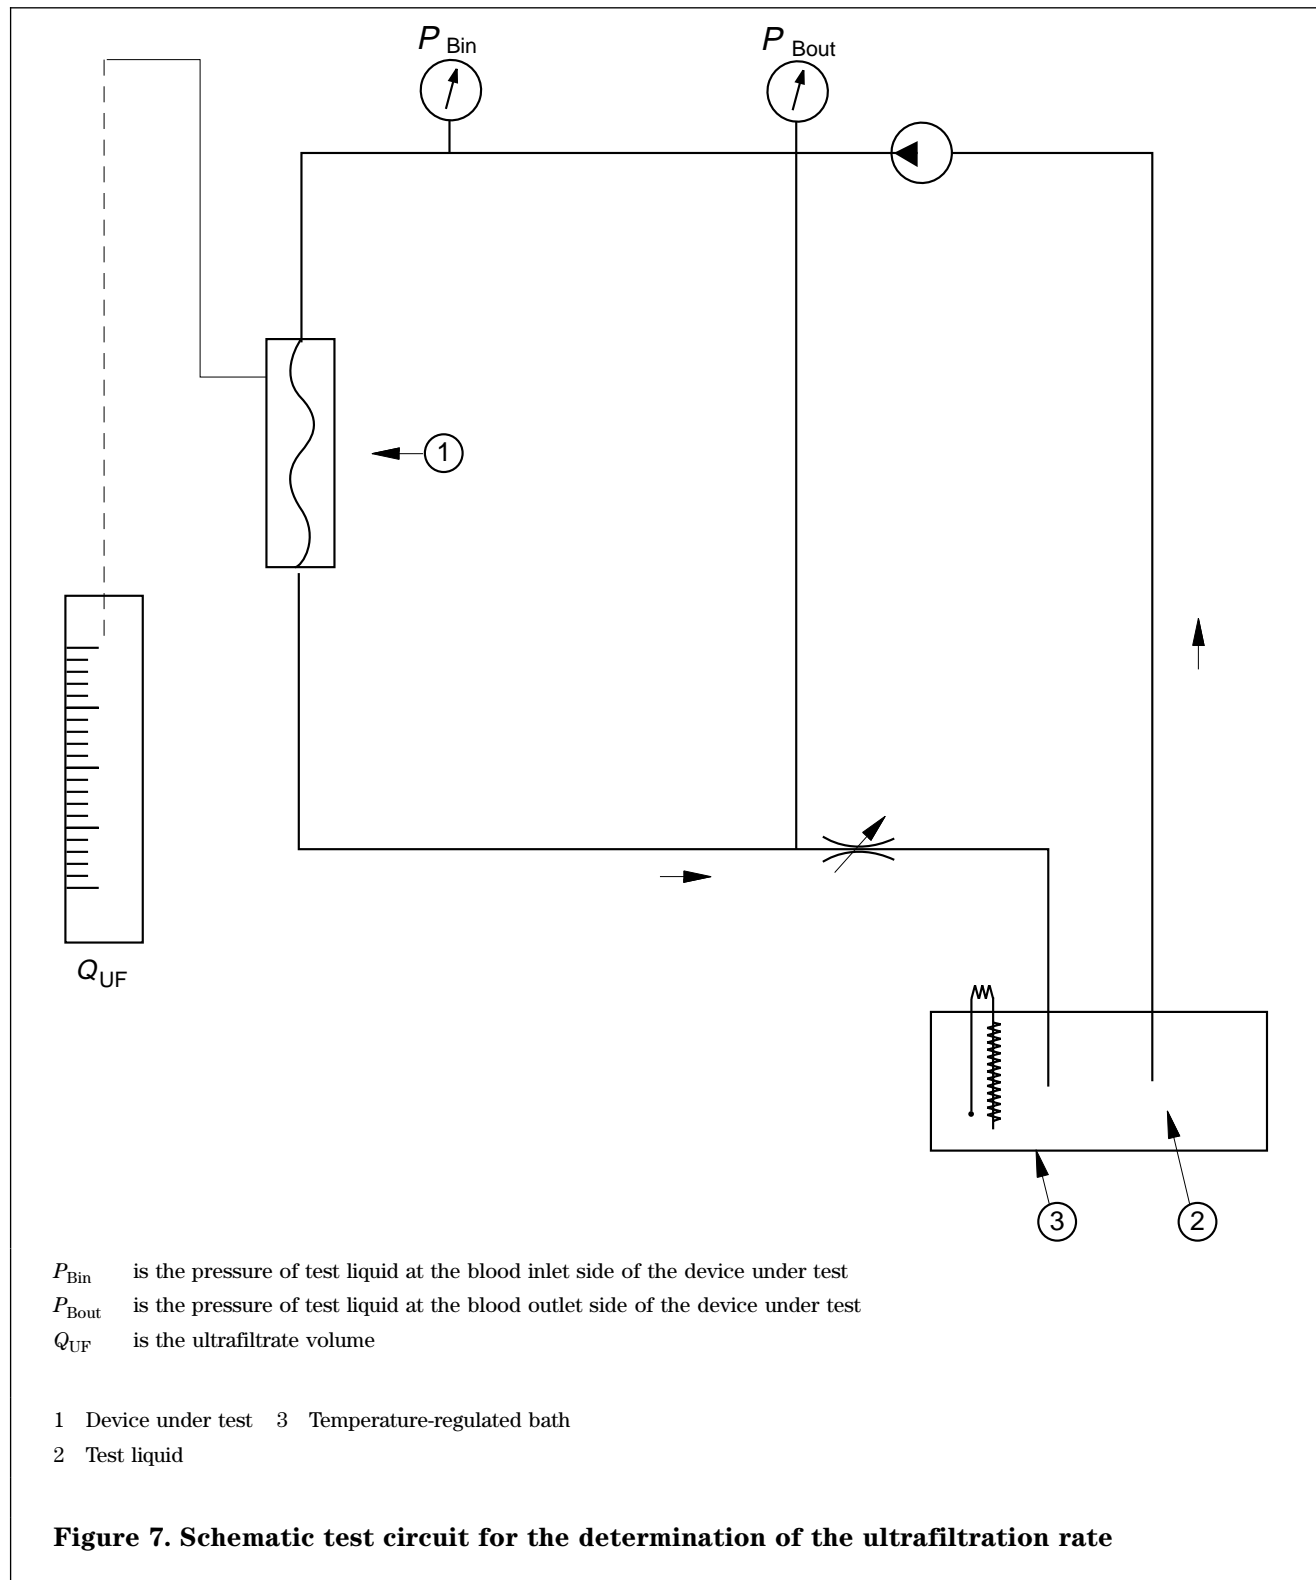 P Bin
P Bout
1
Q UF
3
2
P Bin is the pressure of test liquid at the blood inlet side of the device under test
P Bout is the pressure of test liquid at the blood outlet side of the device under test
Q UF is the ultrafiltrate volume
1 Device under test 3 Temperature-regulated bath
2 Test liquid
Figure 7. Schematic test circuit for the determination of the ultrafiltration rate